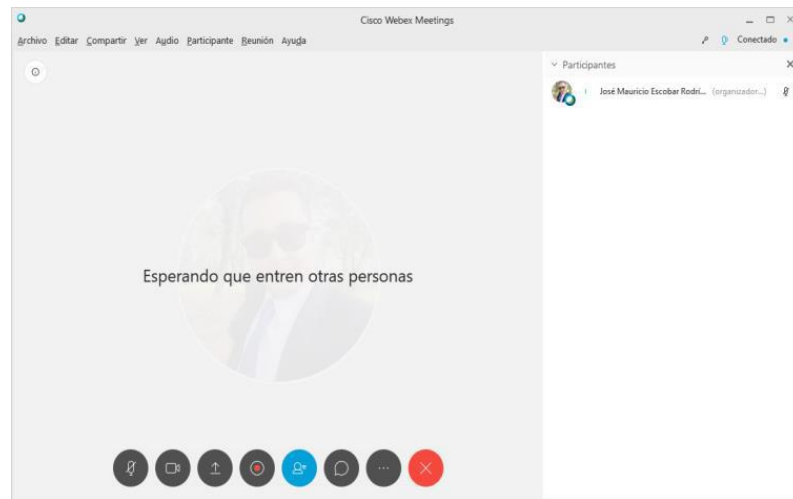 Cisco Webex Meetings
Archivo Editar Compartir Ver Audio Participante Reunión Ayuda
Conectado
Participantes
José Mauricio Escobar Rodrí... (organizador...)
Esperando que entren otras personas